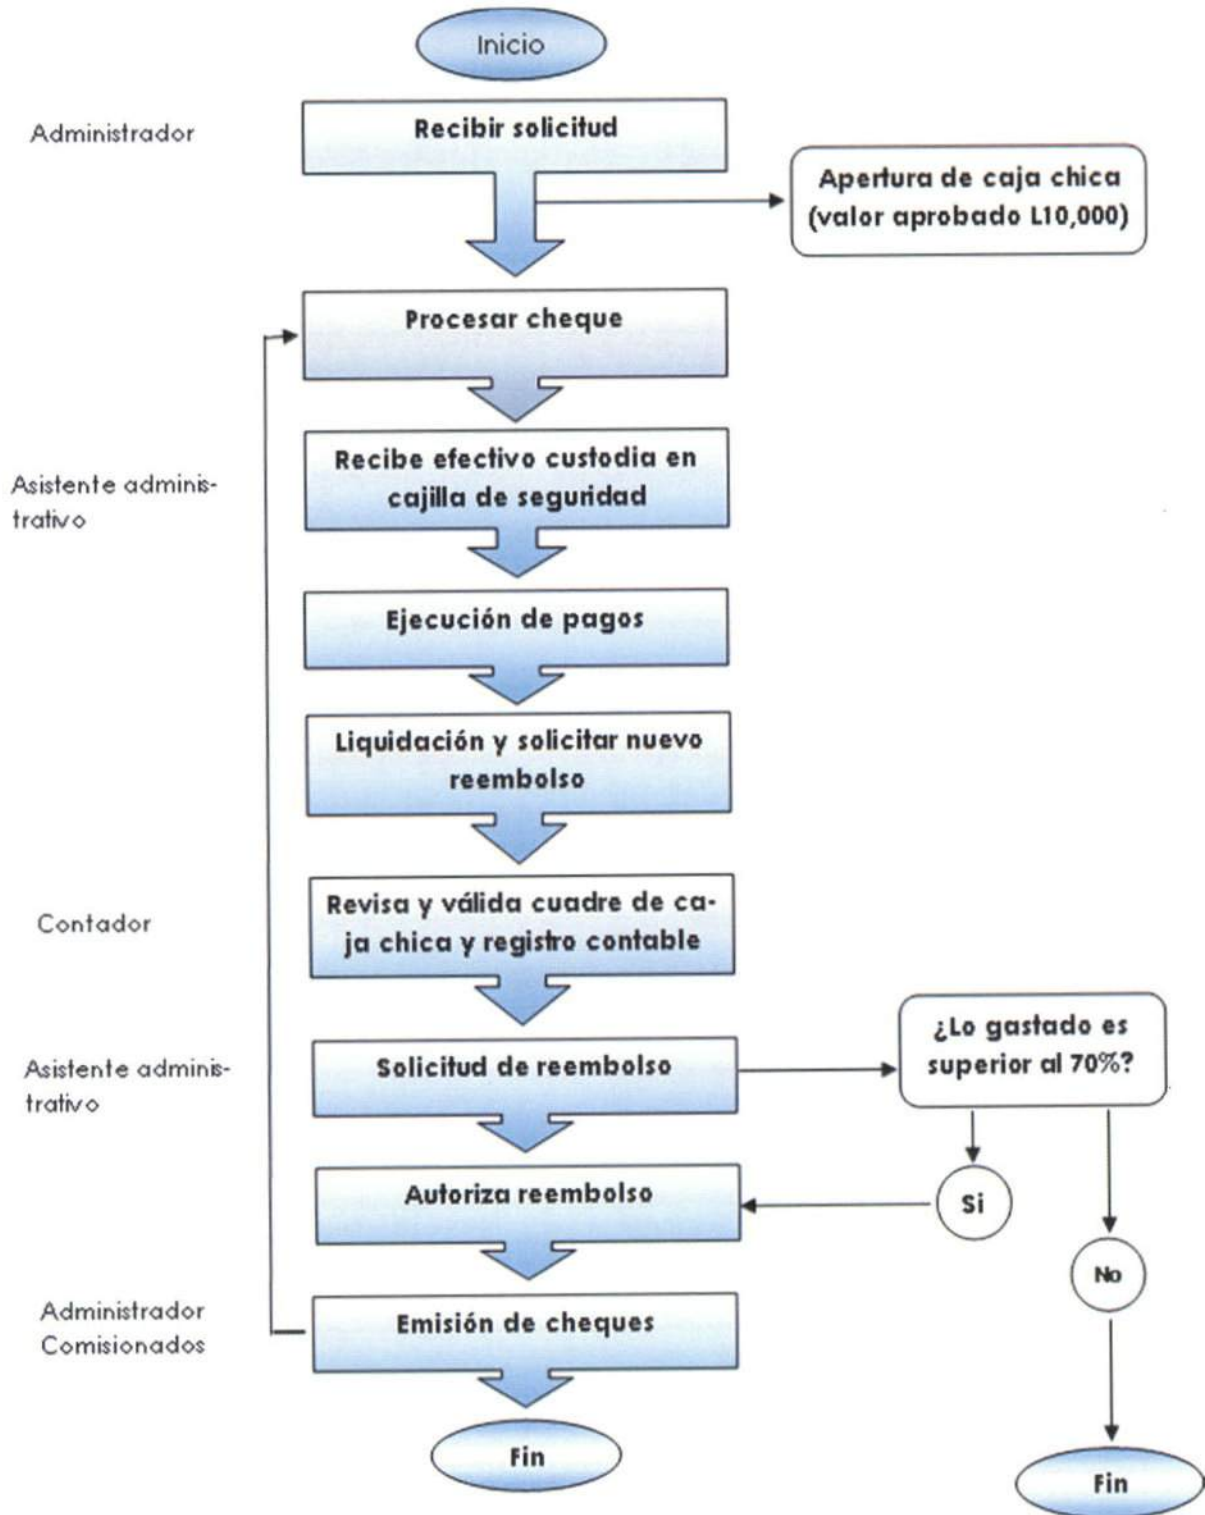 Inicio
Administrador
Recibir solicitud
Apertura de caja chica
(valor aprobado L10,000)
Procesar cheque
Asistente adminis-
trativo
Recibe efectivo custodia en
cajilla de seguridad
Ejecución de pagos
Liquidación y solicitar nuevo
reembolso
Contador
Revisa y válida cuadre de ca-
ja chica y registro contable
¿Lo gastado es
superior al 70%?
Asistente adminis-
trativo
Solicitud de reembolso
Autoriza reembolso
Si
No
Administrador
Comisionados
Emisión de cheques
Fin
Fin